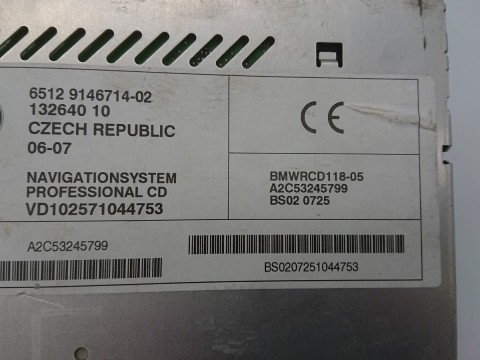 6512 9146714-02
132640 10
CZECH REPUBLIC
06-07
NAVIGATIONSYSTEM
PROFESSIONAL CD
VD102571044753
CE
BMWRCD118-05
A2C53245799
BS02 0725
A2C53245799
BS0207251044753